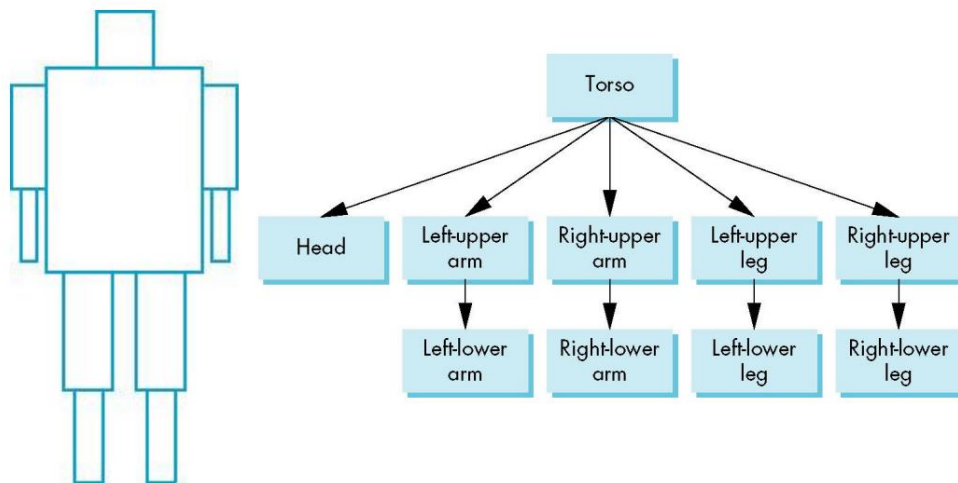 Torso
Head
Left-upper
arm
Right-upper
arm
Left-upper
leg
Right-upper
leg
Left-lower
arm
Right-lower
arm
Left-lower
leg
Right-lower
leg